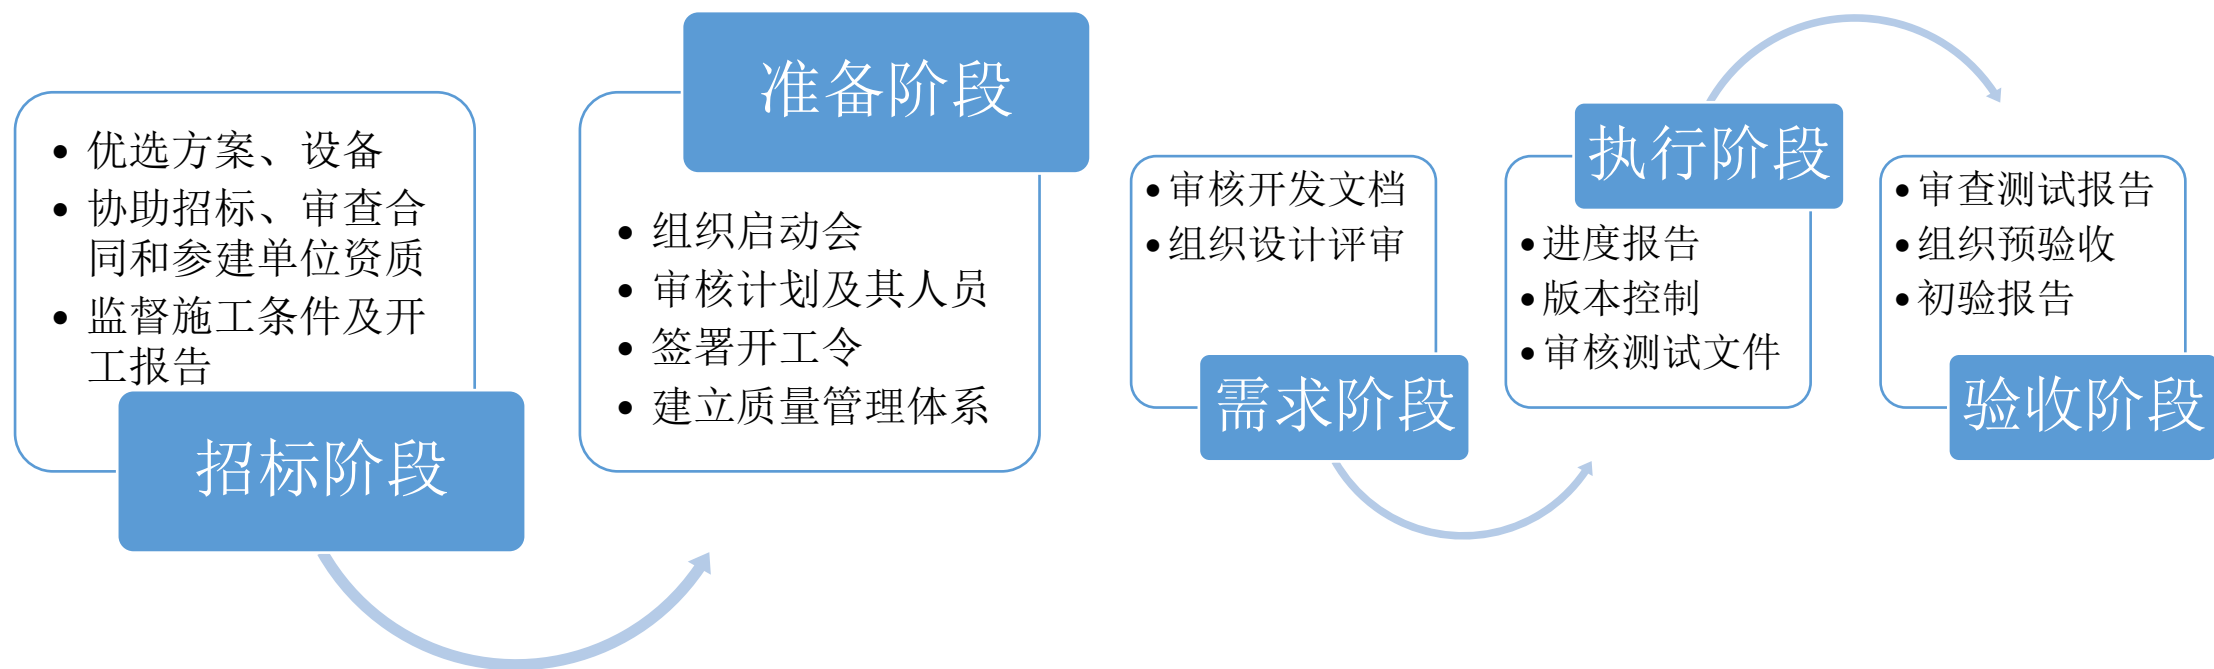 • 优选方案、设备
• 协助招标、审查合
同和参建单位资质
• 监督施工条件及开
工报告
招标阶段
准备阶段
• 组织启动会
• 审核计划及其人员
• 签署开工令
• 建立质量管理体系
• 审核开发文档
• 组织设计评审
需求阶段
执行阶段
• 进度报告
• 版本控制
• 审核测试文件
• 审查测试报告
• 组织预验收
• 初验报告
验收阶段